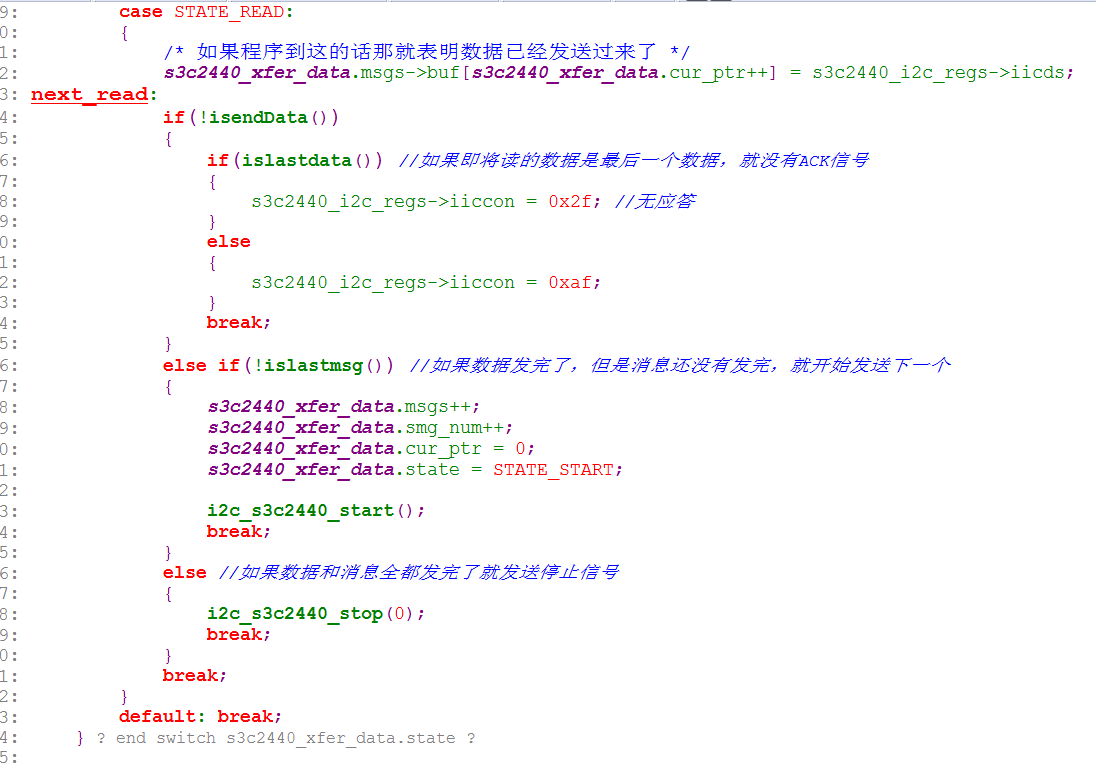 9: case STATE_READ:
0: {
1: /* 如果程序到这的话那就表明数据已经发送过来了 */
2: s3c2440_xfer_data.msgs->buf[s3c2440_xfer_data.cur_ptr++] = s3c2440_i2c_regs->iicds;
3: next_read:
4: if(!isendData())
5: {
6: if(islastdata()) //如果即将读的数据是最后一个数据，就没有ACK信号
7: {
8: s3c2440_i2c_regs->iiccon = 0x2f; //无应答
9: }
0: else
1: {
2: s3c2440_i2c_regs->iiccon = 0xaf;
3: }
4: break;
5: }
6: else if(!islastmsg()) //如果数据发完了，但是消息还没有发完，就开始发送下一个
7: {
8: s3c2440_xfer_data.msgs++;
9: s3c2440_xfer_data.smg_num++;
0: s3c2440_xfer_data.cur_ptr = 0;
1: s3c2440_xfer_data.state = STATE_START;
2:
3: i2c_s3c2440_start();
4: break;
5: }
6: else //如果数据和消息全都发完了就发送停止信号
7: {
8: i2c_s3c2440_stop(0);
9: break;
0: }
1: break;
2: }
3: default: break;
4: } ? end switch s3c2440_xfer_data.state ?
5: